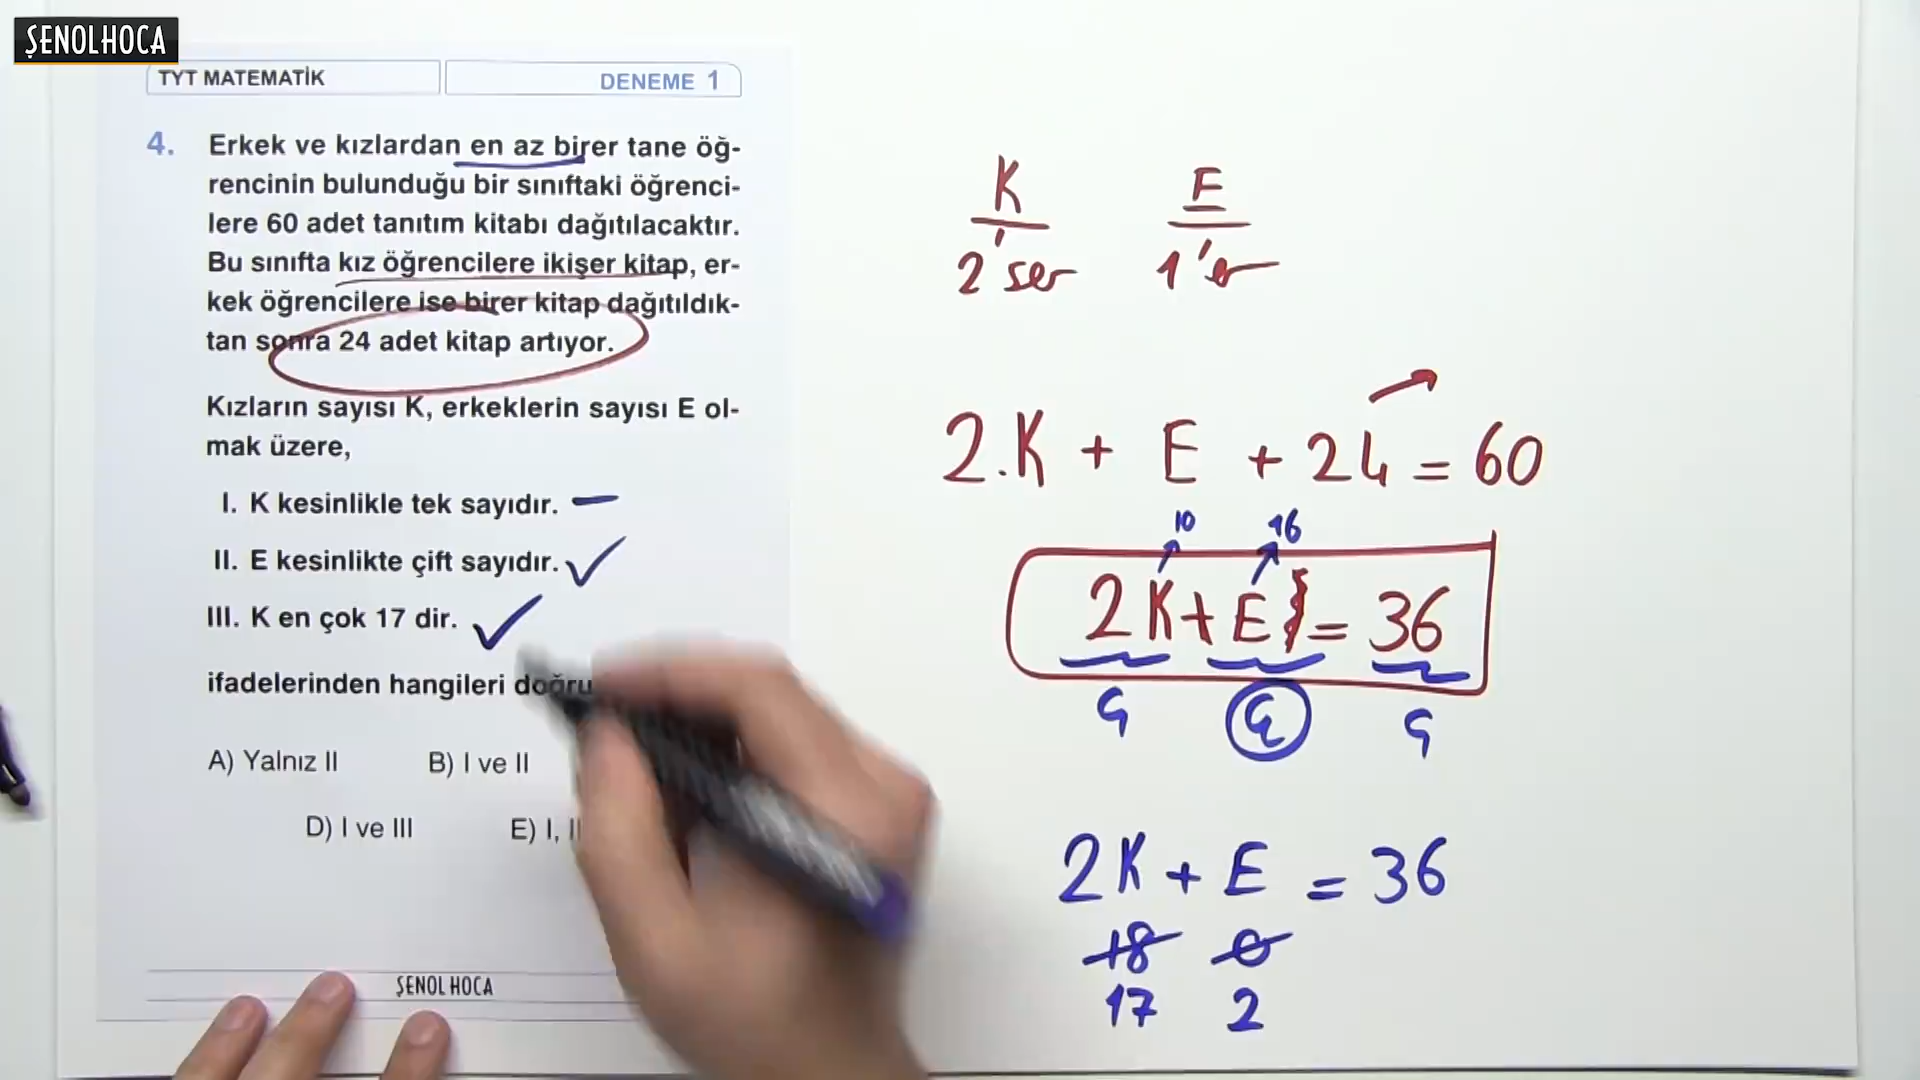 ŞENOLHOCA
TYT MATEMATİK
DENEME 1
4. Erkek ve kızlardan en az birer tane öğ-
rencinin bulunduğu bir sınıftaki öğrenci-
lere 60 adet tanıtım kitabı dağıtılacaktır.
Bu sınıfta kız öğrencilere ikişer kitap, er-
kek öğrencilere ise birer kitap dağıtıldık-
tan sonra 24 adet kitap artıyor.
Kızların sayısı K, erkeklerin sayısı E ol-
mak üzere,
I. K kesinlikle tek sayıdır.
II. E kesinlikte çift sayıdır.
III. K en çok 17 dir.
ifadelerinden hangileri doğru
A) Yalnız II B) I ve II
D) I ve III E) I, II
ŞENOL HOCA
K E
2'şer 1'er
2.K + E + 24 = 60
10 16
2K + E = 36
Ç Ç Ç
2K + E = 36
18 0
17 2